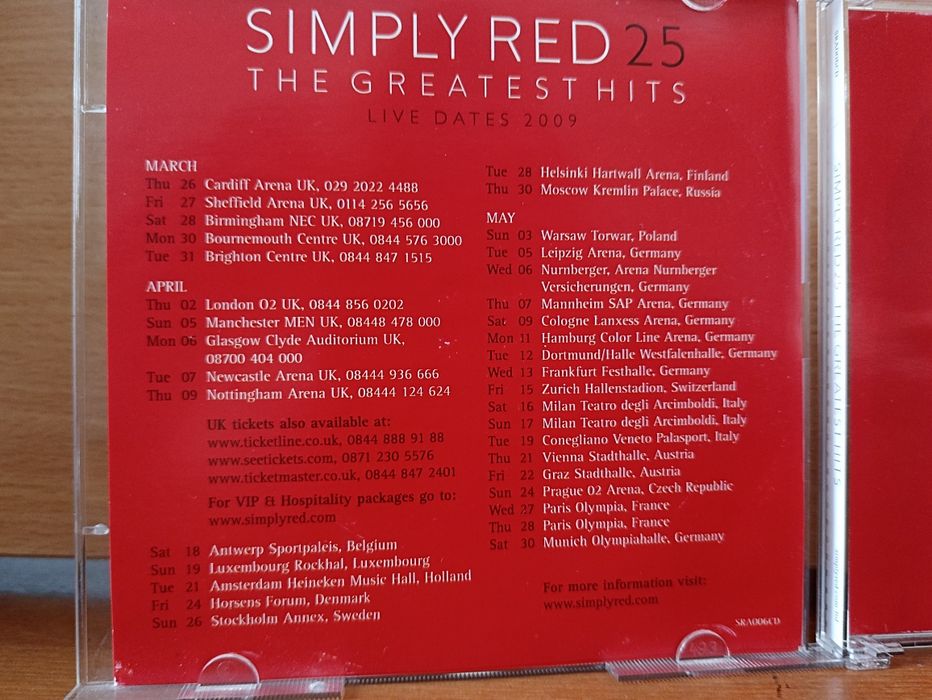 SIMPLY RED 25
THE GREATEST HITS
LIVE DATES 2009
MARCH
Thu 26 Cardiff Arena UK, 029 2022 4488
Fri 27 Sheffield Arena UK, 0114 256 5656
Sat 28 Birmingham NEC UK, 08719 456 000
Mon 30 Bournemouth Centre UK, 0844 576 3000
Tue 31 Brighton Centre UK, 0844 847 1515
APRIL
Thu 02 London O2 UK, 0844 856 0202
Sun 05 Manchester MEN UK, 08448 478 000
Mon 06 Glasgow Clyde Auditorium UK,
08700 404 000
Tue 07 Newcastle Arena UK, 08444 936 666
Thu 09 Nottingham Arena UK, 08444 124 624
UK tickets also available at:
www.ticketline.co.uk, 0844 888 91 88
www.seetickets.com, 0871 230 5576
www.ticketmaster.co.uk, 0844 847 2401
For VIP & Hospitality packages go to:
www.simplyred.com
Sat 18 Antwerp Sportpaleis, Belgium
Sun 19 Luxembourg Rockhal, Luxembourg
Tue 21 Amsterdam Heineken Music Hall, Holland
Fri 24 Horsens Forum, Denmark
Sun 26 Stockholm Annex, Sweden
Tue 28 Helsinki Hartwall Arena, Finland
Thu 30 Moscow Kremlin Palace, Russia
MAY
Sun 03 Warsaw Torwar, Poland
Tue 05 Leipzig Arena, Germany
Wed 06 Nurnberger, Arena Nurnberger
Versicherungen, Germany
Thu 07 Mannheim SAP Arena, Germany
Sat 09 Cologne Lanxess Arena, Germany
Mon 11 Hamburg Color Line Arena, Germany
Tue 12 Dortmund/Halle Westfalenhalle, Germany
Wed 13 Frankfurt Festhalle, Germany
Fri 15 Zurich Hallenstadion, Switzerland
Sat 16 Milan Teatro degli Arcimboldi, Italy
Sun 17 Milan Teatro degli Arcimboldi, Italy
Tue 19 Conegliano Veneto Palasport, Italy
Thu 21 Vienna Stadthalle, Austria
Fri 22 Graz Stadthalle, Austria
Sun 24 Prague O2 Arena, Czech Republic
Wed 27 Paris Olympia, France
Thu 28 Paris Olympia, France
Sat 30 Munich Olympiahalle, Germany
For more information visit:
www.simplyred.com
SRA006CD
SIMPLY RED 25 THE GREATEST HITS